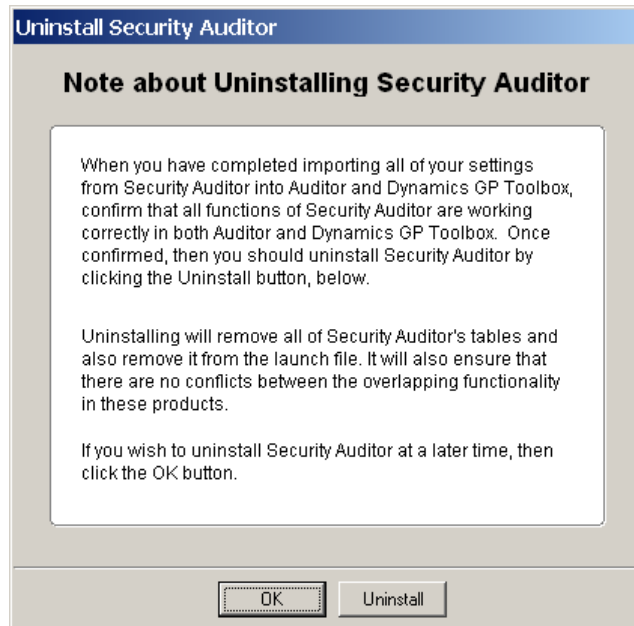 Uninstall Security Auditor
Note about Uninstalling Security Auditor
When you have completed importing all of your settings
from Security Auditor into Auditor and Dynamics GP Toolbox,
confirm that all functions of Security Auditor are working
correctly in both Auditor and Dynamics GP Toolbox.  Once
confirmed, then you should uninstall Security Auditor by
clicking the Uninstall button, below.
Uninstalling will remove all of Security Auditor's tables and
also remove it from the launch file. It will also ensure that
there are no conflicts between the overlapping functionality
in these products.
If you wish to uninstall Security Auditor at a later time, then
click the OK button.
OK Uninstall